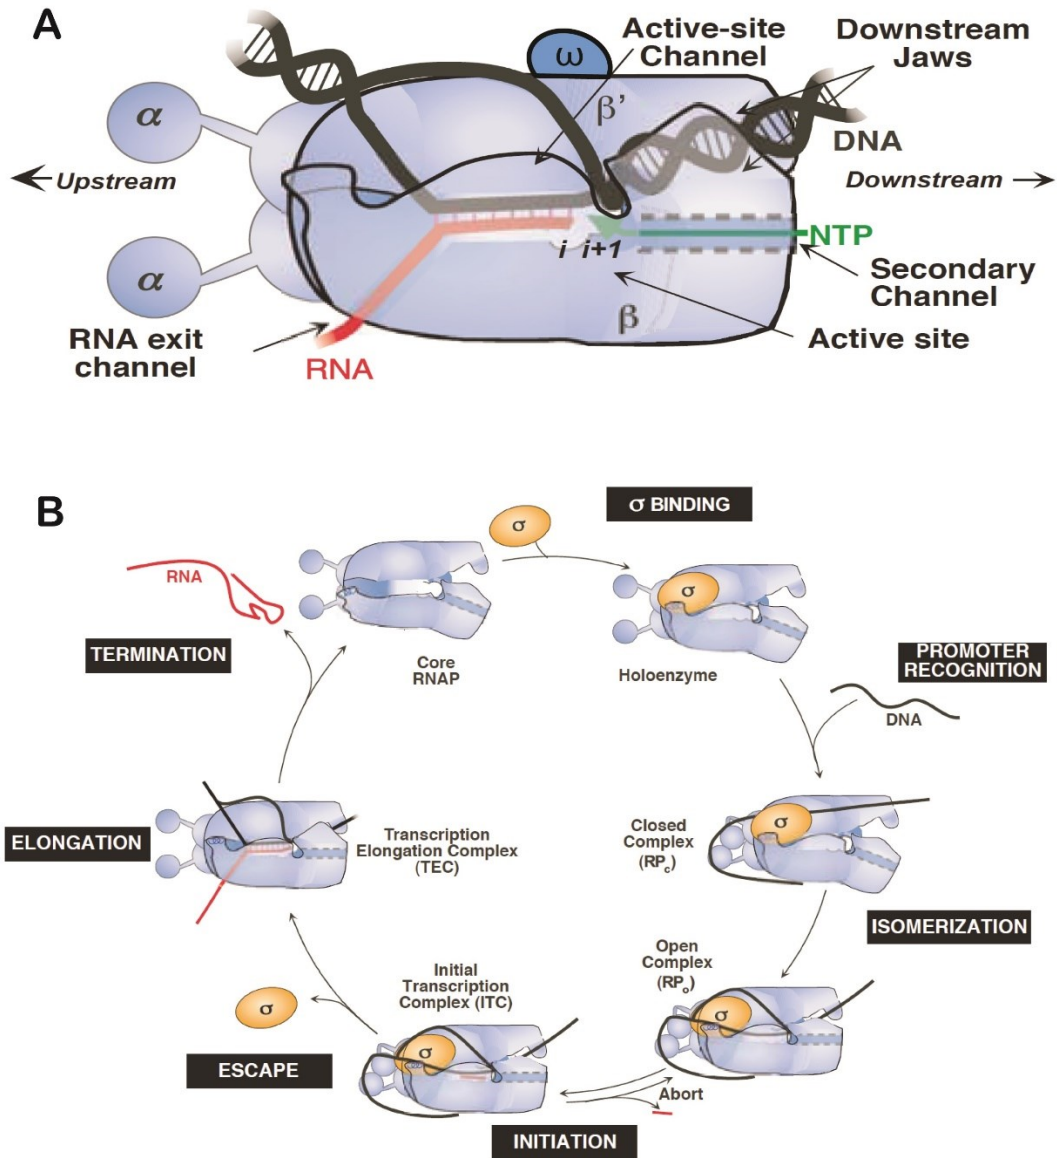 A
Active-site
Channel
ω
Downstream
Jaws
α
β’
DNA
Upstream
Downstream
i i+1
NTP
α
Secondary
Channel
RNA exit
channel
β
Active site
RNA
B
σ BINDING
σ
RNA
σ
TERMINATION
Core
RNAP
Holoenzyme
PROMOTER
RECOGNITION
DNA
σ
ELONGATION
Transcription
Elongation Complex
(TEC)
Closed
Complex
(RPc)
ISOMERIZATION
Open
Complex
(RPo)
Initial
Transcription
Complex (ITC)
σ
σ
σ
ESCAPE
Abort
INITIATION